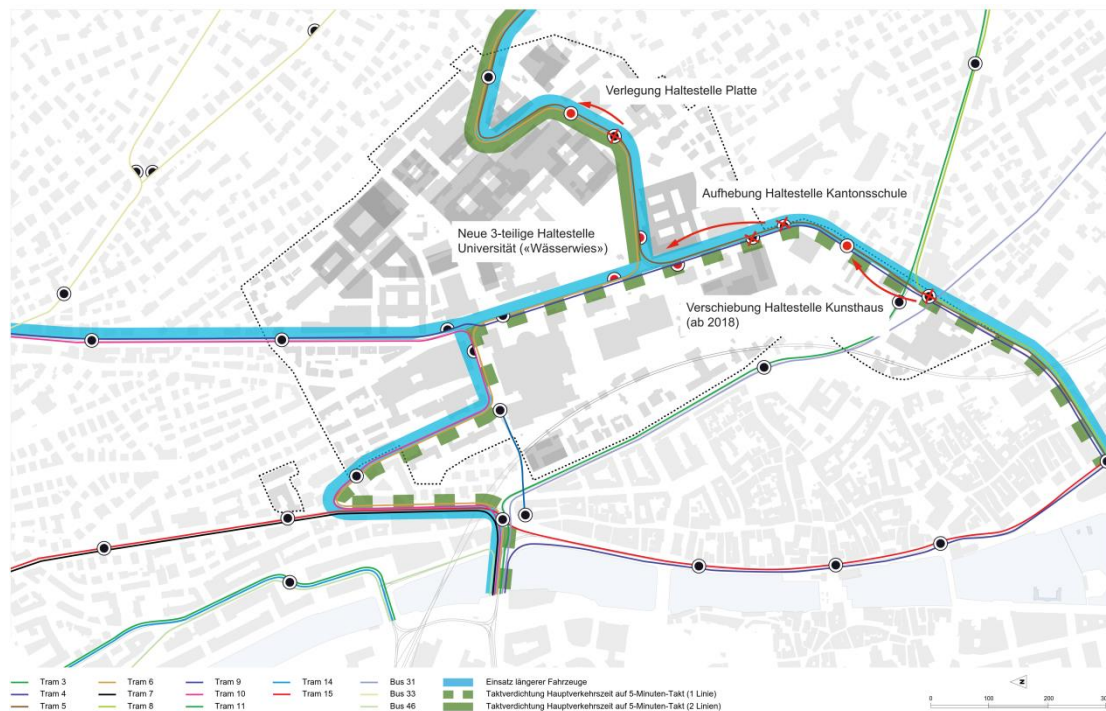 Verlegung Haltestelle Platte
Aufhebung Haltestelle Kantonsschule
Neue 3-teilige Haltestelle
Universität («Wässerwies»)
Verschiebung Haltestelle Kunsthaus
(ab 2018)
Tram 3
Tram 4
Tram 5
Tram 6
Tram 7
Tram 8
Tram 9
Tram 10
Tram 11
Tram 14
Tram 15
Bus 31
Bus 33
Bus 46
Einsatz längerer Fahrzeuge
Taktverdichtung Hauptverkehrszeit auf 5-Minuten-Takt (1 Linie)
Taktverdichtung Hauptverkehrszeit auf 5-Minuten-Takt (2 Linien)
N
0 100 200